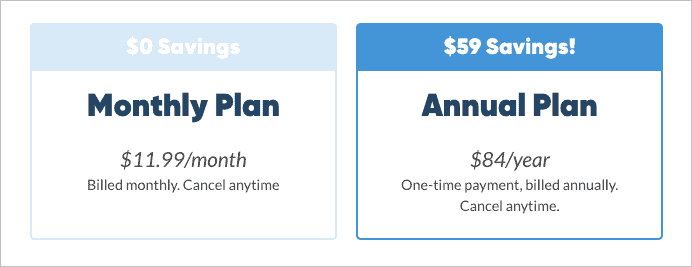 $0 Savings
Monthly Plan
$11.99/month
Billed monthly. Cancel anytime
$59 Savings!
Annual Plan
$84/year
One-time payment, billed annually.
Cancel anytime.